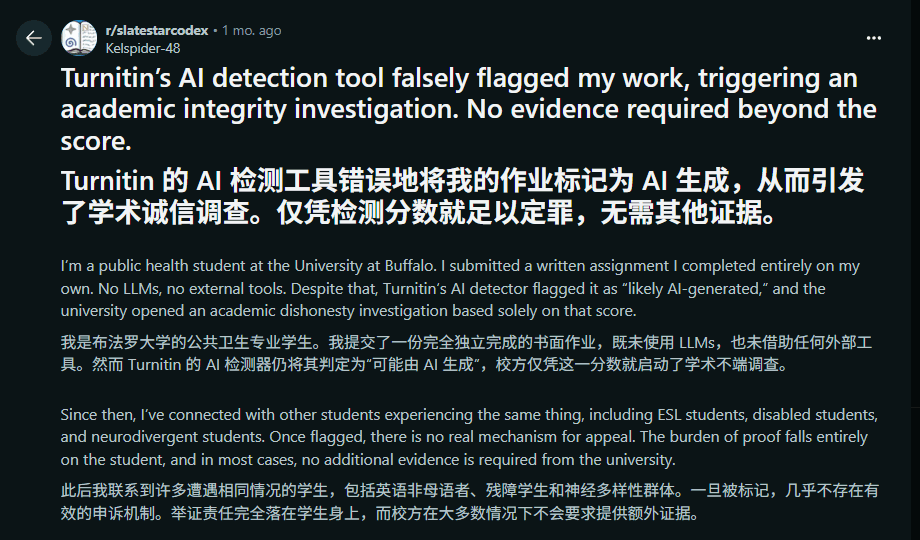 r/slatestarcodex • 1 mo. ago
Kelspider-48
Turnitin’s AI detection tool falsely flagged my work, triggering an
academic integrity investigation. No evidence required beyond the
score.
Turnitin 的 AI 检测工具错误地将我的作业标记为 AI 生成，从而引发
了学术诚信调查。仅凭检测分数就足以定罪，无需其他证据。
I’m a public health student at the University at Buffalo. I submitted a written assignment I completed entirely on my
own. No LLMs, no external tools. Despite that, Turnitin’s AI detector flagged it as “likely AI-generated,” and the
university opened an academic dishonesty investigation based solely on that score.
我是布法罗大学的公共卫生专业学生。我提交了一份完全独立完成的书面作业，既未使用 LLMs，也未借助任何外部工
具。然而 Turnitin 的 AI 检测器仍将其判定为“可能由 AI 生成”，校方仅凭这一分数就启动了学术不端调查。
Since then, I’ve connected with other students experiencing the same thing, including ESL students, disabled students,
and neurodivergent students. Once flagged, there is no real mechanism for appeal. The burden of proof falls entirely
on the student, and in most cases, no additional evidence is required from the university.
此后我联系到许多遭遇相同情况的学生，包括英语非母语者、残障学生和神经多样性群体。一旦被标记，几乎不存在有
效的申诉机制。举证责任完全落在学生身上，而校方在大多数情况下不会要求提供额外证据。